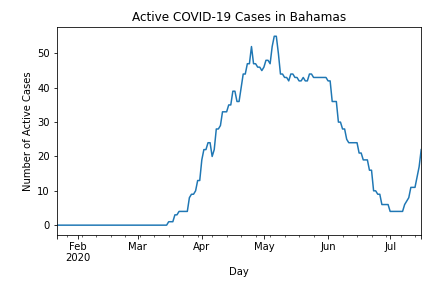 Active COVID-19 Cases in Bahamas
Number of Active Cases
50
40
30
20
10
0
Feb Mar Apr May Jun Jul
2020
Day